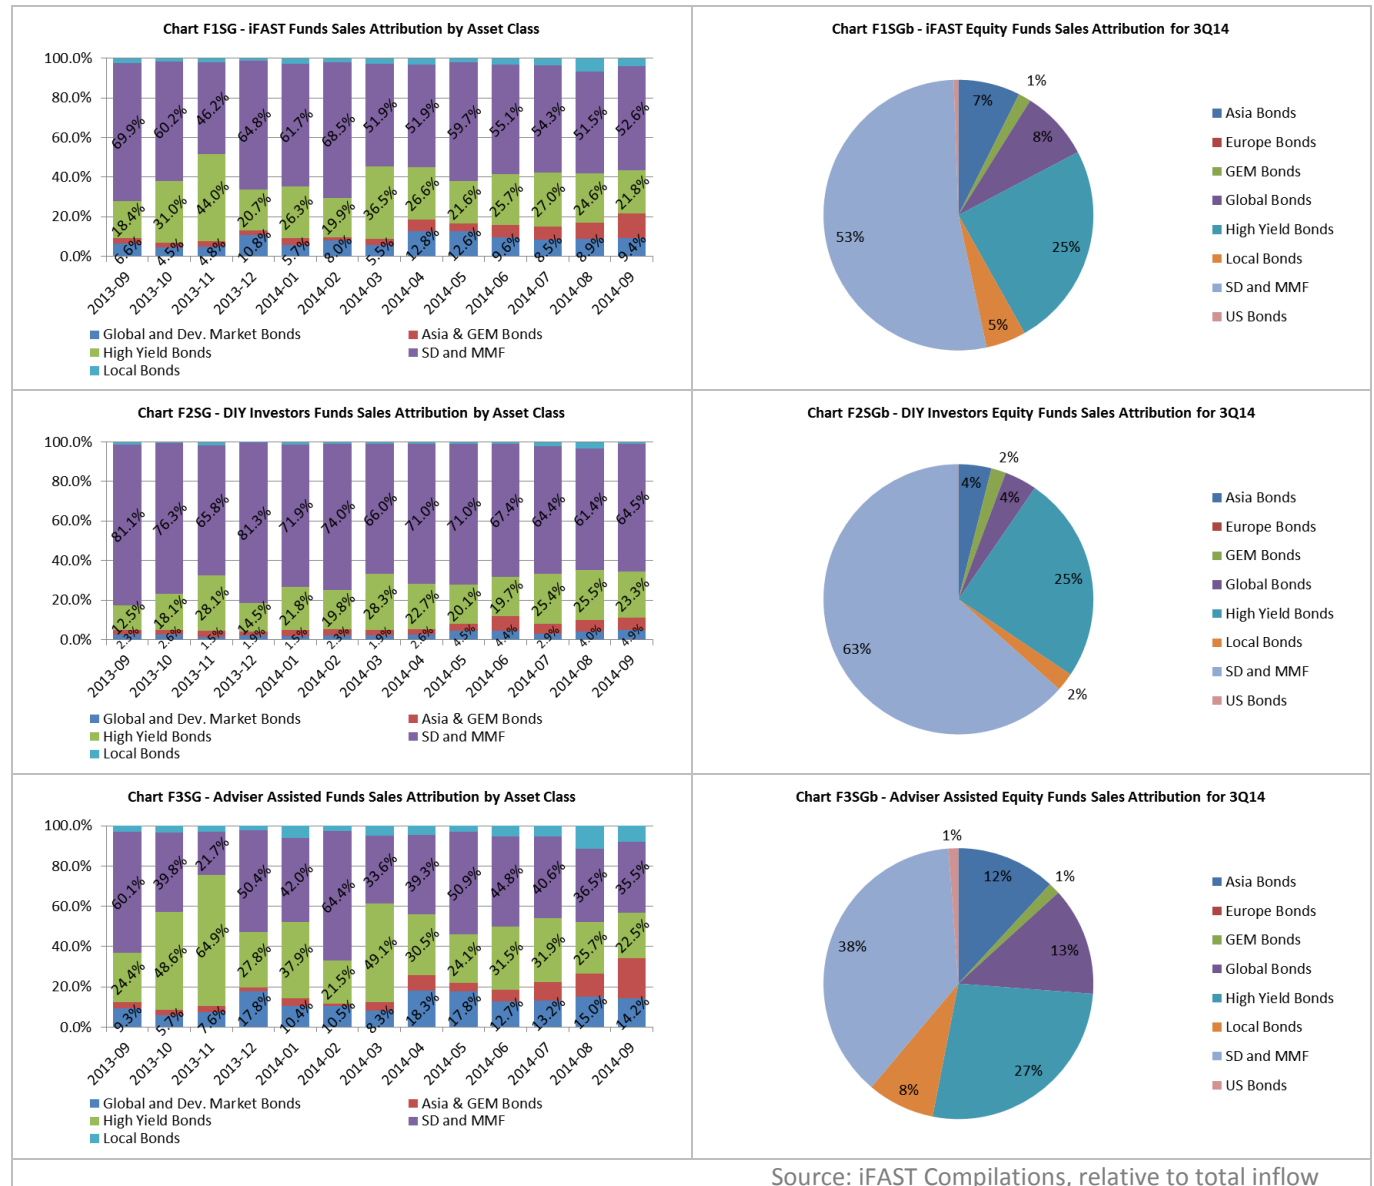 Chart F1SG - iFAST Funds Sales Attribution by Asset Class
100.0%
80.0%
60.0%
40.0%
20.0%
0.0%
69.9% 60.2% 46.2% 64.8% 61.7% 68.5% 51.9% 51.9% 59.7% 55.1% 54.3% 51.5% 52.6%
18.4% 31.0% 44.0% 20.7% 26.3% 19.9% 36.5% 26.6% 21.6% 25.7% 27.0% 24.6% 21.8%
6.6% 4.5% 4.8% 10.8% 5.7% 8.0% 5.5% 12.8% 12.6% 9.6% 8.5% 8.9% 9.4%
2013-09 2013-10 2013-11 2013-12 2014-01 2014-02 2014-03 2014-04 2014-05 2014-06 2014-07 2014-08 2014-09
Global and Dev. Market Bonds Asia & GEM Bonds
High Yield Bonds SD and MMF
Local Bonds
Chart F1SGb - iFAST Equity Funds Sales Attribution for 3Q14
7%
1%
8%
25%
5%
53%
Asia Bonds
Europe Bonds
GEM Bonds
Global Bonds
High Yield Bonds
Local Bonds
SD and MMF
US Bonds
Chart F2SG - DIY Investors Funds Sales Attribution by Asset Class
100.0%
80.0%
60.0%
40.0%
20.0%
0.0%
81.1% 76.3% 65.8% 81.3% 71.9% 74.0% 66.0% 71.0% 71.0% 67.4% 64.4% 61.4% 64.5%
12.5% 18.1% 28.1% 14.5% 21.8% 19.8% 28.3% 22.7% 20.1% 19.7% 25.4% 25.5% 23.3%
2.3% 2.6% 1.5% 1.9% 1.5% 2.3% 1.9% 2.6% 4.5% 4.4% 2.9% 4.0% 4.9%
2013-09 2013-10 2013-11 2013-12 2014-01 2014-02 2014-03 2014-04 2014-05 2014-06 2014-07 2014-08 2014-09
Global and Dev. Market Bonds Asia & GEM Bonds
High Yield Bonds SD and MMF
Local Bonds
Chart F2SGb - DIY Investors Equity Funds Sales Attribution for 3Q14
4%
2%
4%
25%
2%
63%
Asia Bonds
Europe Bonds
GEM Bonds
Global Bonds
High Yield Bonds
Local Bonds
SD and MMF
US Bonds
Chart F3SG - Adviser Assisted Funds Sales Attribution by Asset Class
100.0%
80.0%
60.0%
40.0%
20.0%
0.0%
60.1% 39.8% 21.7% 50.4% 42.0% 64.4% 33.6% 39.3% 50.9% 44.8% 40.6% 36.5% 35.5%
24.4% 48.6% 64.9% 27.8% 37.9% 21.5% 49.1% 30.5% 24.1% 31.5% 31.9% 25.7% 22.5%
9.3% 5.7% 7.6% 17.8% 10.4% 10.5% 8.3% 18.3% 17.8% 12.7% 13.2% 15.0% 14.2%
2013-09 2013-10 2013-11 2013-12 2014-01 2014-02 2014-03 2014-04 2014-05 2014-06 2014-07 2014-08 2014-09
Global and Dev. Market Bonds Asia & GEM Bonds
High Yield Bonds SD and MMF
Local Bonds
Chart F3SGb - Adviser Assisted Equity Funds Sales Attribution for 3Q14
1%
12%
1%
13%
27%
8%
38%
Asia Bonds
Europe Bonds
GEM Bonds
Global Bonds
High Yield Bonds
Local Bonds
SD and MMF
US Bonds
Source: iFAST Compilations, relative to total inflow